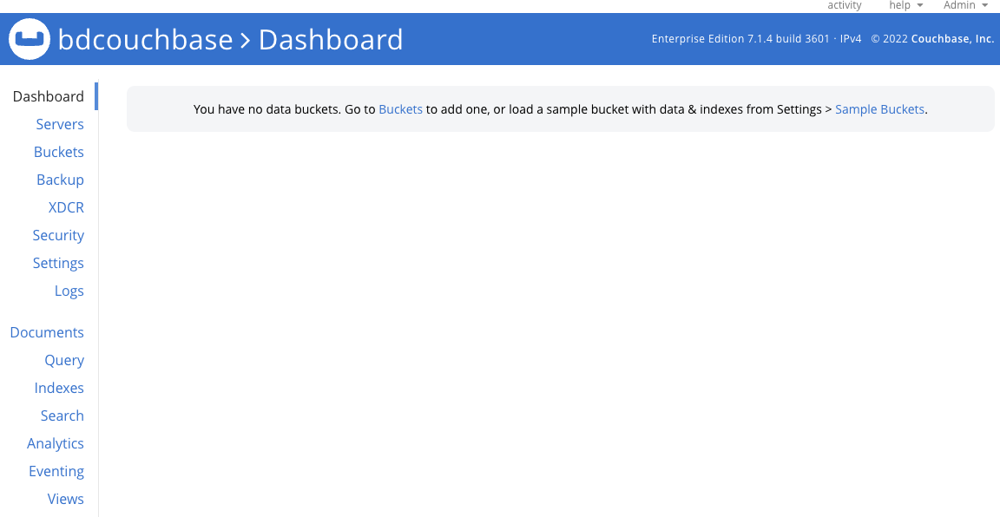 activity help Admin
bdcouchbase > Dashboard
Enterprise Edition 7.1.4 build 3601 · IPv4 © 2022 Couchbase, Inc.
Dashboard
Servers
Buckets
Backup
XDCR
Security
Settings
Logs
Documents
Query
Indexes
Search
Analytics
Eventing
Views
You have no data buckets. Go to Buckets to add one, or load a sample bucket with data & indexes from Settings > Sample Buckets.